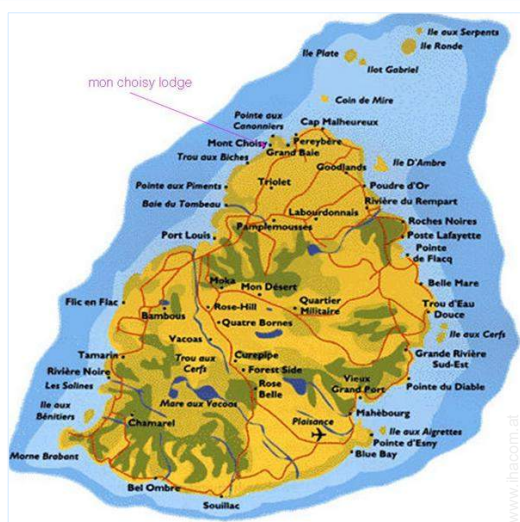 Ile aux Serpents
Ile Plate
Ile Ronde
Ilot Gabriel
mon choisy lodge
Coin de Mire
Pointe aux
Canonniers
Cap Malheureux
Mont Choisy
Pereybère
Grand Baie
Trou aux Biches
Goodlands
Ile D'Ambre
Pointe aux Piments
Triolet
Poudre d'Or
Baie du Tombeau
Rivière du Rempart
Labourdonnais
Pamplemousses
Roches Noires
Port Louis
Poste Lafayette
Pointe
de Flacq
Moka
Mon Désert
Belle Mare
Flic en Flac
Rose-Hill
Quartier
Militaire
Trou d'Eau
Douce
Bambous
Quatre Bornes
Ile aux Cerfs
Vacoas
Tamarin
Trou aux
Cerfs
Curepipe
Grande Rivière
Sud-Est
Rivière Noire
Forest Side
Les Salines
Rose
Belle
Vieux
Grand Port
Pointe du Diable
Ile aux
Bénitiers
Mare aux Vacoas
Mahèbourg
Chamarel
Plaisance
Ile aux Aigrettes
Pointe d'Esny
Morne Brabant
Blue Bay
Bel Ombre
Souillac
www.ihacom.at